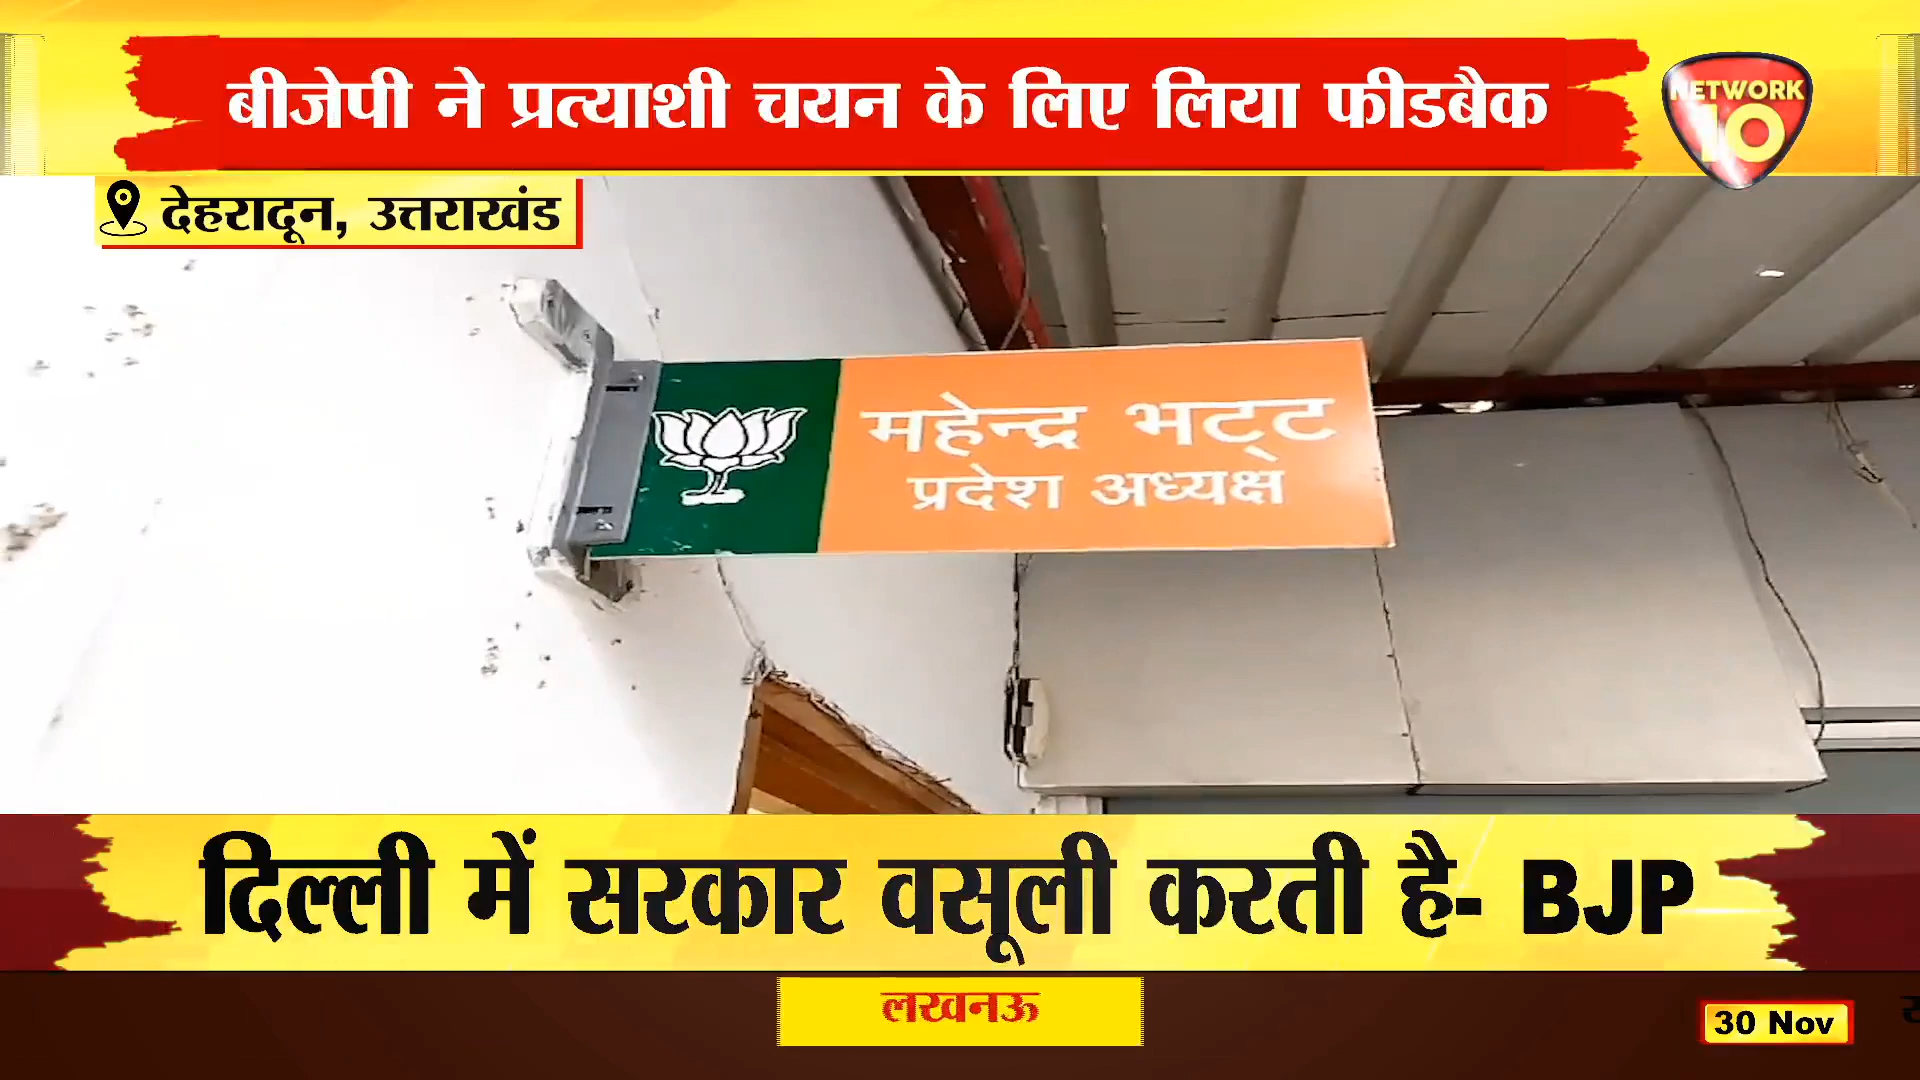 बीजेपी ने प्रत्याशी चयन के लिए लिया फीडबैक
NETWORK
10
देहरादून, उत्तराखंड
महेन्द्र भट्ट
प्रदेश अध्यक्ष
दिल्ली में सरकार वसूली करती है- BJP
लखनऊ
30 Nov